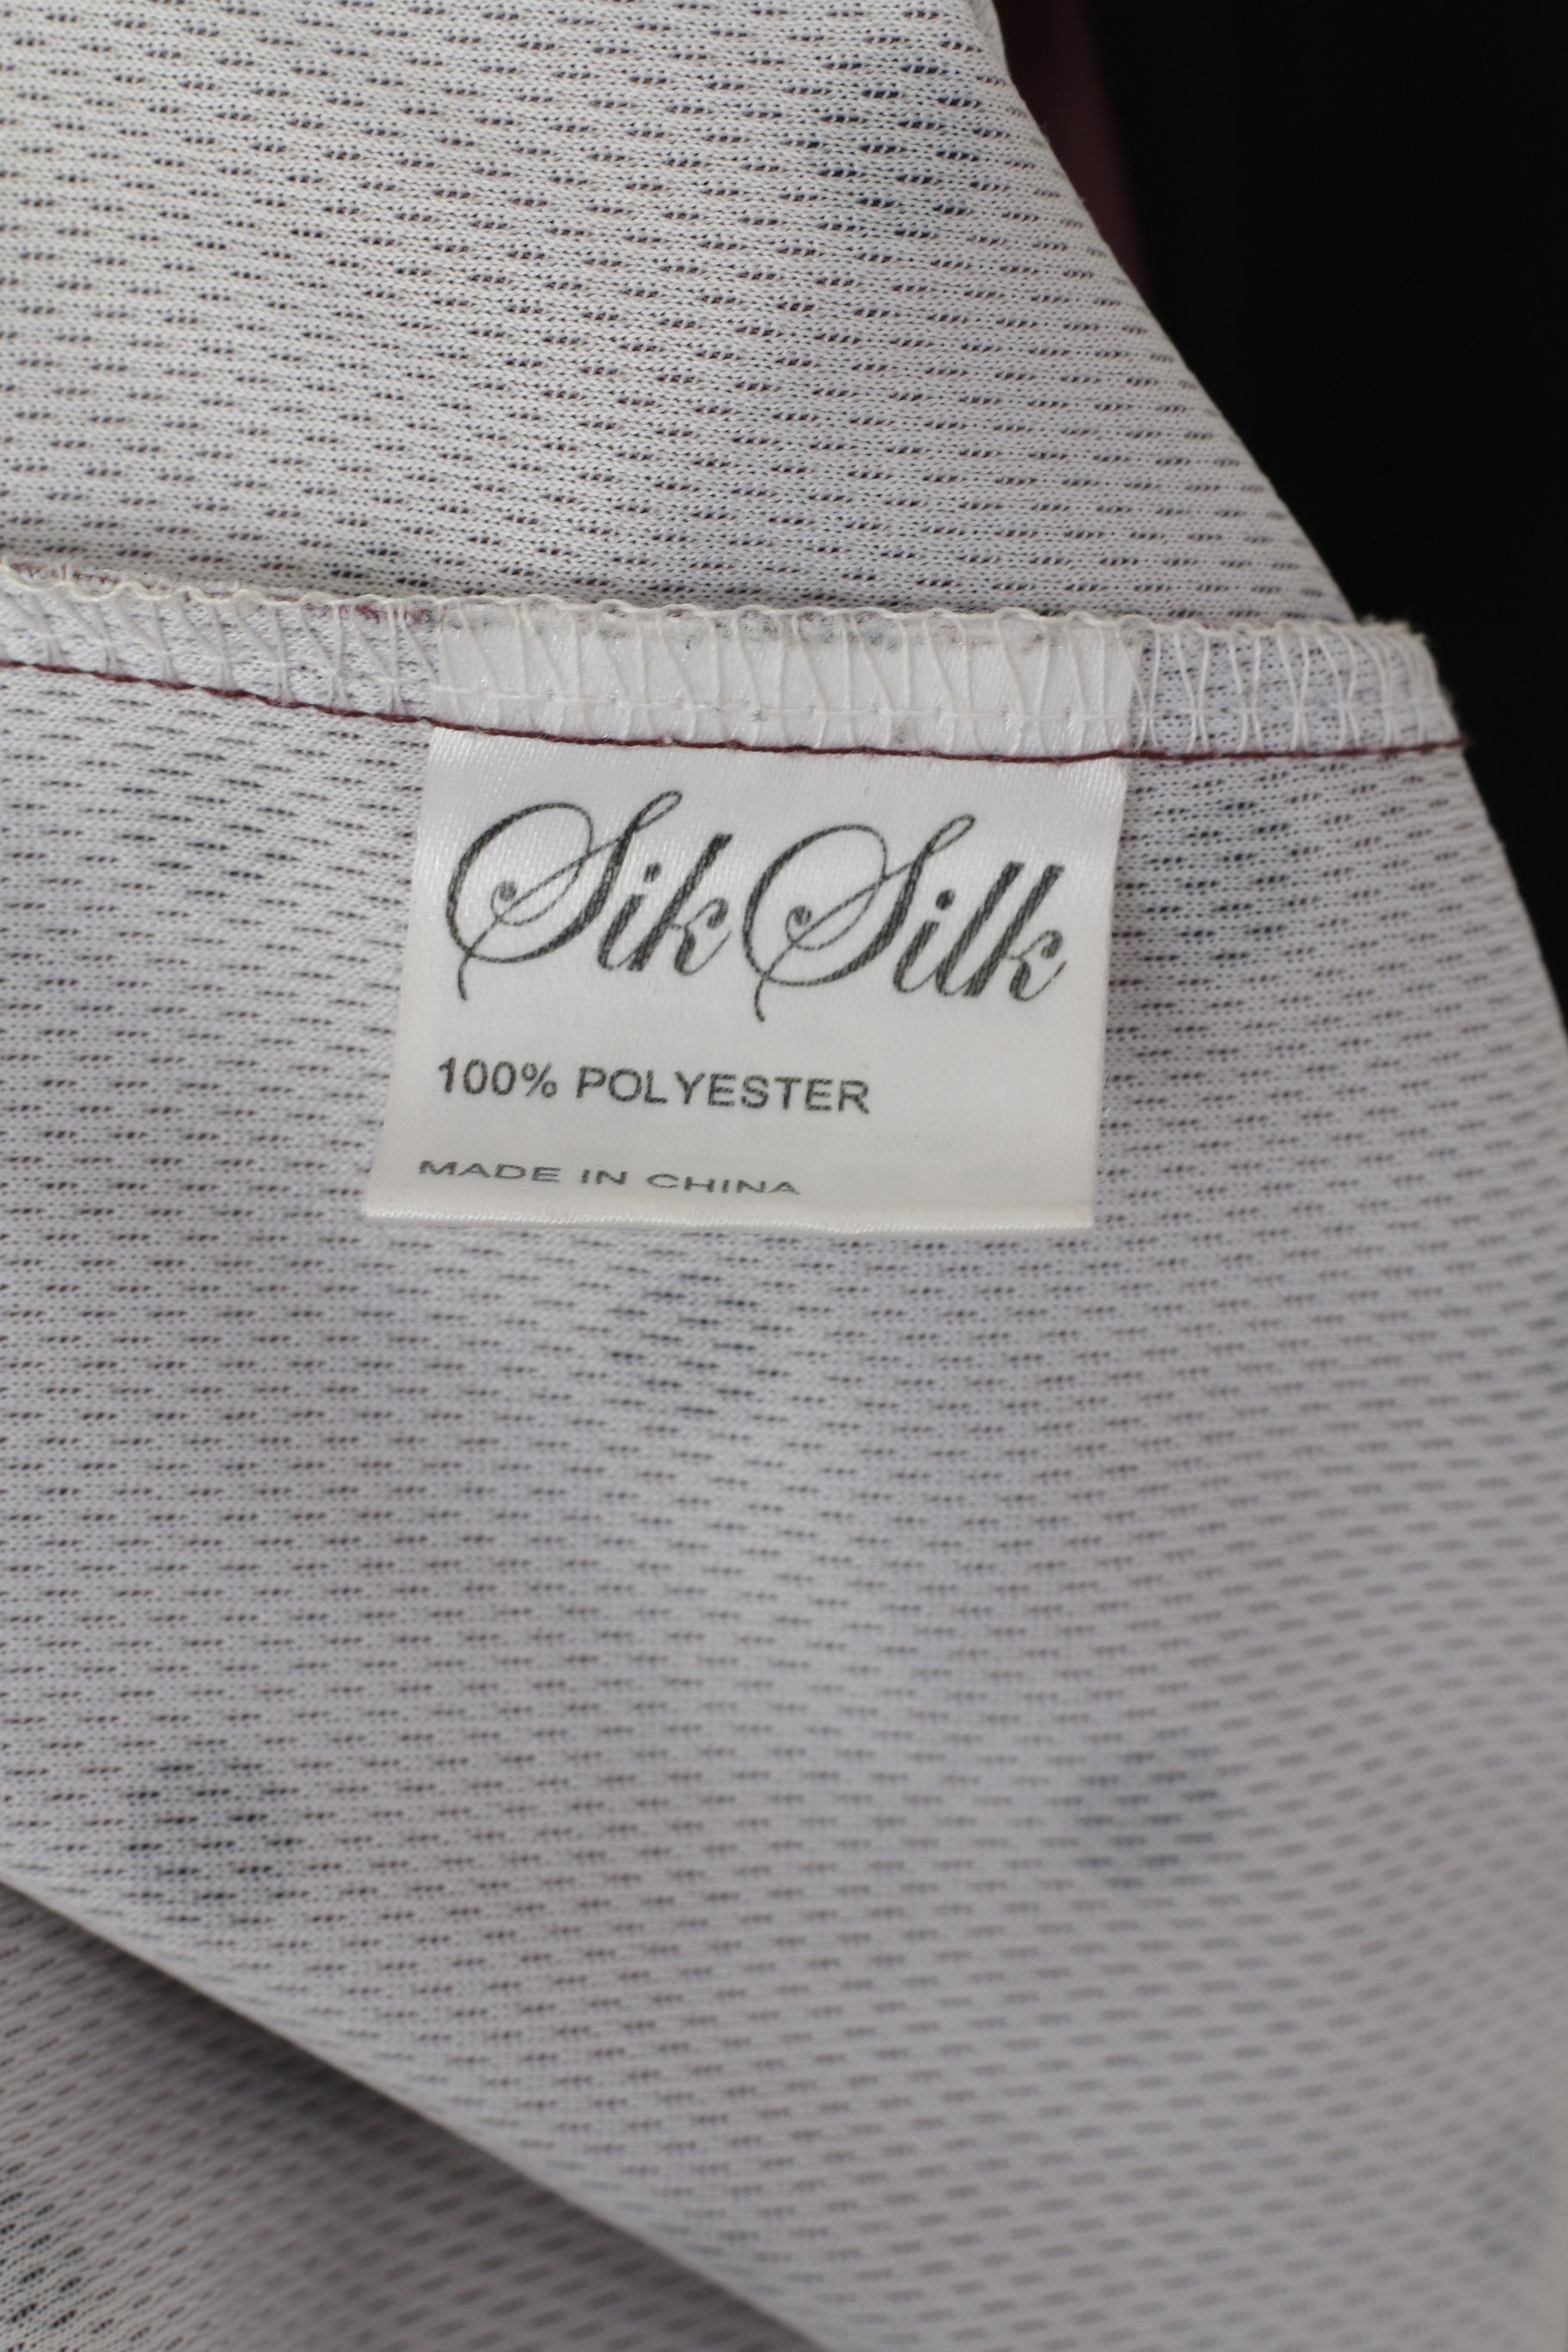 SikSilk
100% POLYESTER
MADE IN CHINA